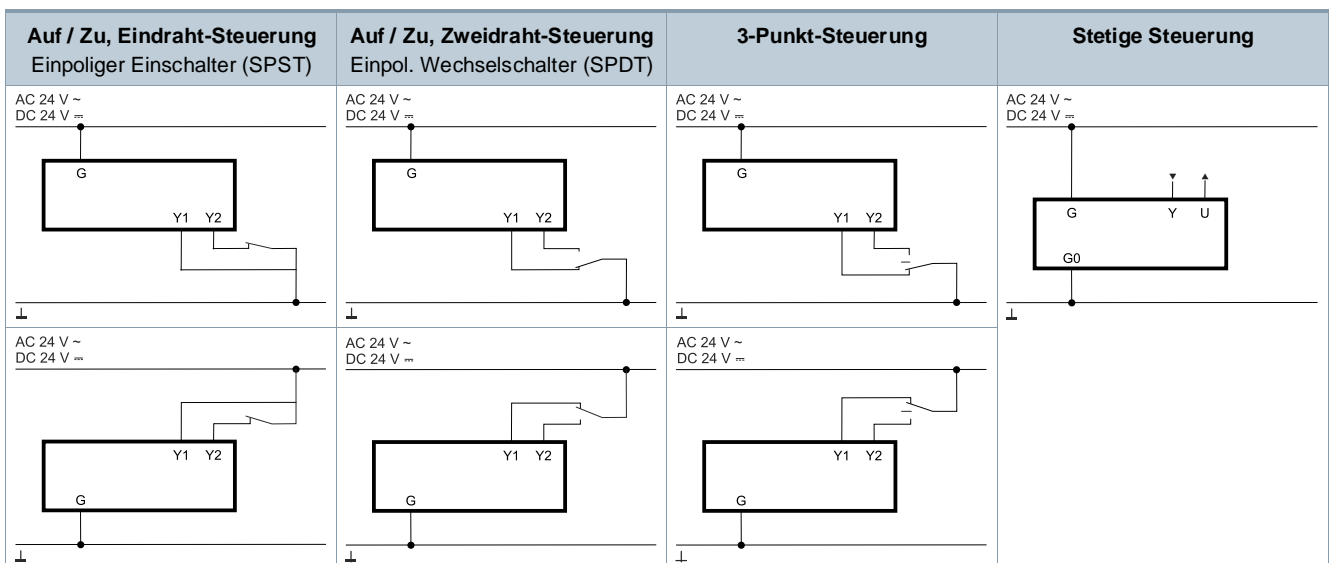 Auf / Zu, Eindraht-Steuerung
Einpoliger Einschalter (SPST)
Auf / Zu, Zweidraht-Steuerung
Einpol. Wechselschalter (SPDT)
3-Punkt-Steuerung
Stetige Steuerung
AC 24 V ~
DC 24 V ⎓
G
Y1 Y2
AC 24 V ~
DC 24 V ⎓
G
Y1 Y2
AC 24 V ~
DC 24 V ⎓
G
Y1 Y2
AC 24 V ~
DC 24 V ⎓
G Y U
G0
AC 24 V ~
DC 24 V ⎓
Y1 Y2
G
AC 24 V ~
DC 24 V ⎓
Y1 Y2
G
AC 24 V ~
DC 24 V ⎓
Y1 Y2
G